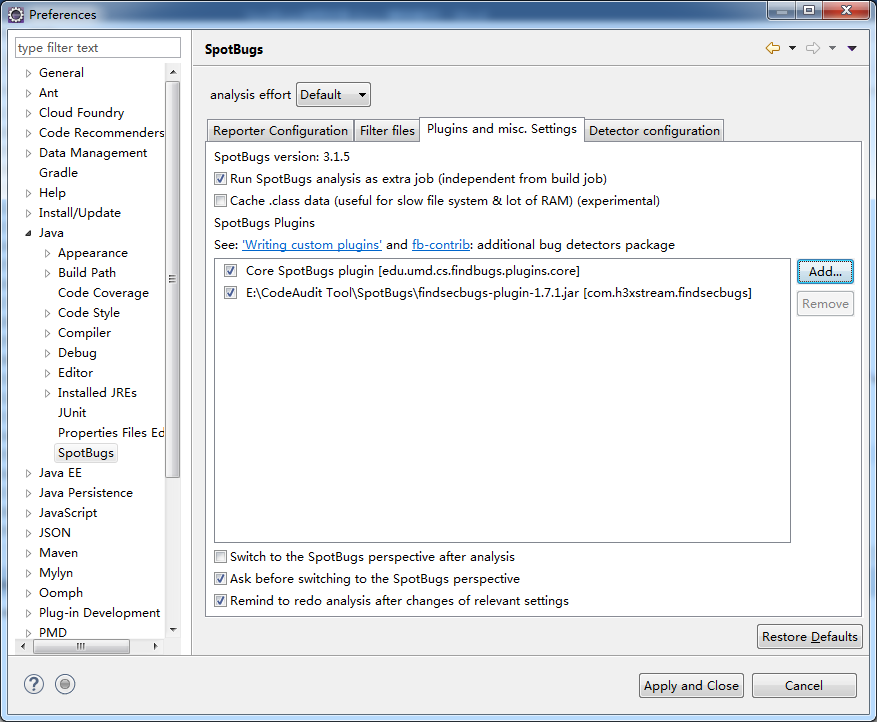 Preferences
type filter text
General
Ant
Cloud Foundry
Code Recommenders
Data Management
Gradle
Help
Install/Update
Java
Appearance
Build Path
Code Coverage
Code Style
Compiler
Debug
Editor
Installed JREs
JUnit
Properties Files Ed
SpotBugs
Java EE
Java Persistence
JavaScript
JSON
Maven
Mylyn
Oomph
Plug-in Development
PMD
SpotBugs
analysis effort Default
Reporter Configuration Filter files Plugins and misc. Settings Detector configuration
SpotBugs version: 3.1.5
Run SpotBugs analysis as extra job (independent from build job)
Cache .class data (useful for slow file system & lot of RAM) (experimental)
SpotBugs Plugins
See: 'Writing custom plugins' and fb-contrib: additional bug detectors package
Core SpotBugs plugin [edu.umd.cs.findbugs.plugins.core]
E:\CodeAudit Tool\SpotBugs\findsecbugs-plugin-1.7.1.jar [com.h3xstream.findsecbugs]
Add...
Remove
Switch to the SpotBugs perspective after analysis
Ask before switching to the SpotBugs perspective
Remind to redo analysis after changes of relevant settings
Restore Defaults
Apply and Close Cancel